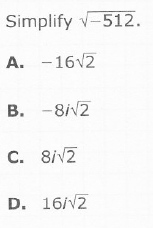 Simplify √−512.
A. −16√2
B. −8i√2
C. 8i√2
D. 16i√2